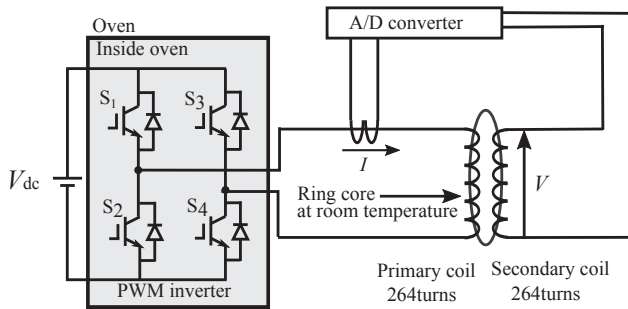 Oven
Inside oven
A/D converter
S1
S3
I
V
Vdc
Ring core
at room temperature
S2
S4
PWM inverter
Primary coil
264turns
Secondary coil
264turns